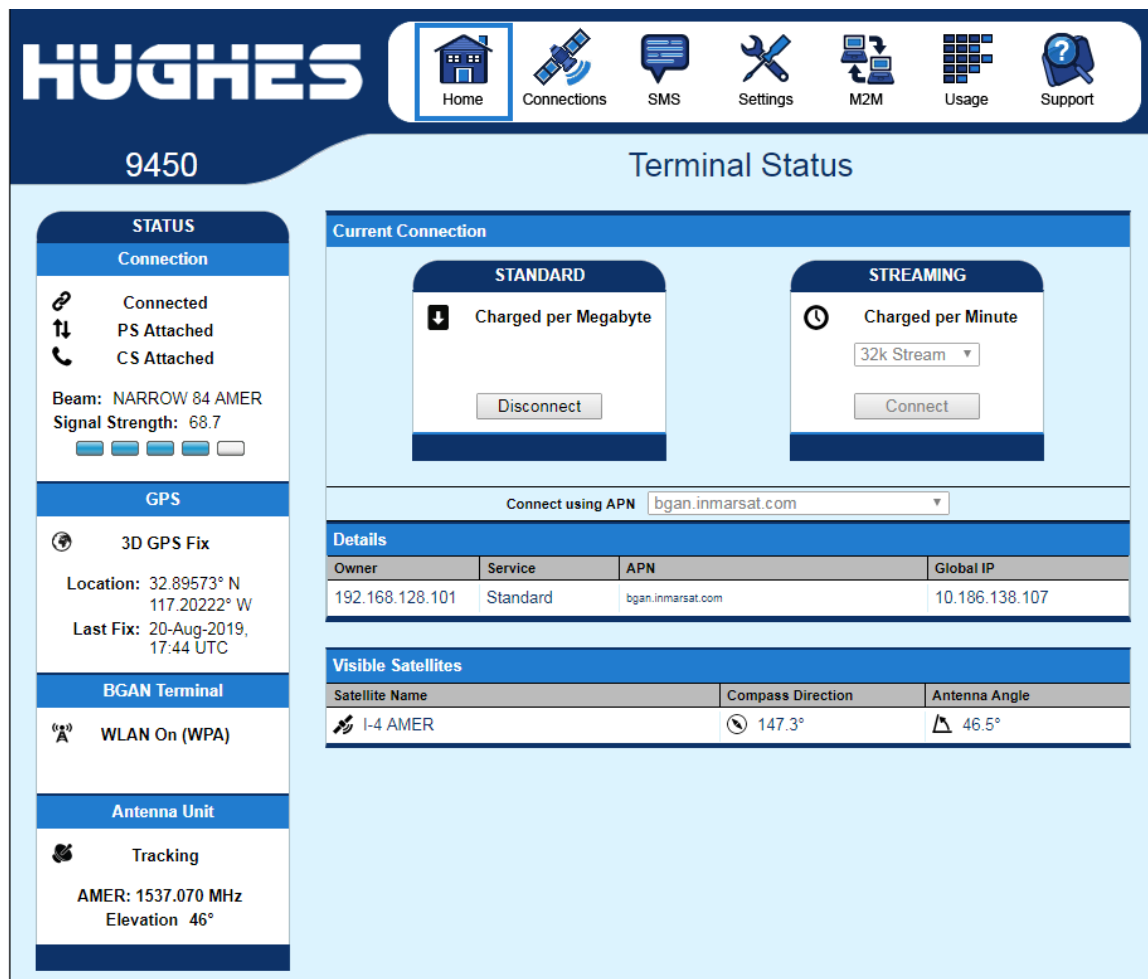 HUGHES
Home
Connections
SMS
Settings
M2M
Usage
Support
9450
Terminal Status
STATUS
Connection
Connected
PS Attached
CS Attached
Beam: NARROW 84 AMER
Signal Strength: 68.7
GPS
3D GPS Fix
Location: 32.89573° N
117.20222° W
Last Fix: 20-Aug-2019,
17:44 UTC
BGAN Terminal
WLAN On (WPA)
Antenna Unit
Tracking
AMER: 1537.070 MHz
Elevation 46°
Current Connection
STANDARD
Charged per Megabyte
Disconnect
STREAMING
Charged per Minute
32k Stream
Connect
Connect using APN bgan.inmarsat.com
Details
Owner Service APN Global IP
192.168.128.101 Standard bgan.inmarsat.com 10.186.138.107
Visible Satellites
Satellite Name Compass Direction Antenna Angle
I-4 AMER 147.3° 46.5°